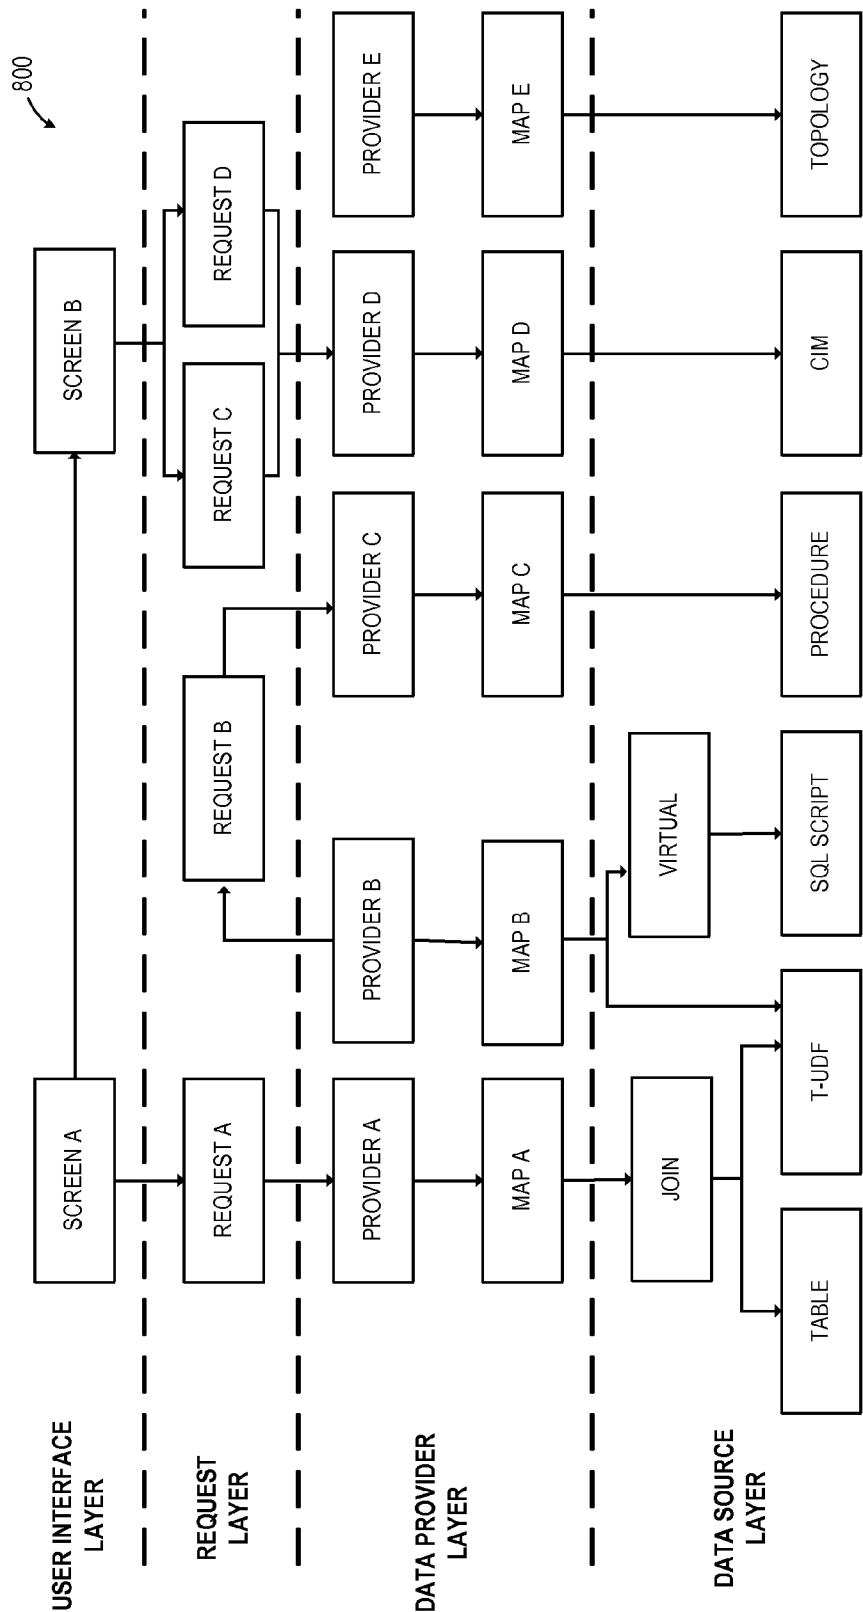 800
USER INTERFACE
LAYER
SCREEN A
SCREEN B
REQUEST
LAYER
REQUEST A
REQUEST B
REQUEST C
REQUEST D
DATA PROVIDER
LAYER
PROVIDER A
PROVIDER B
PROVIDER C
PROVIDER D
PROVIDER E
MAP A
MAP B
MAP C
MAP D
MAP E
DATA SOURCE
LAYER
JOIN
VIRTUAL
TABLE
T-UDF
SQL SCRIPT
PROCEDURE
CIM
TOPOLOGY